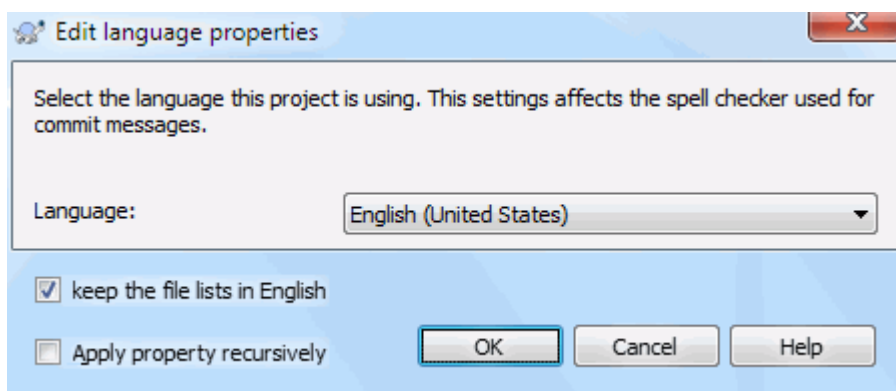 Edit language properties
Select the language this project is using. This settings affects the spell checker used for
commit messages.
Language: English (United States)
keep the file lists in English
Apply property recursively OK Cancel Help